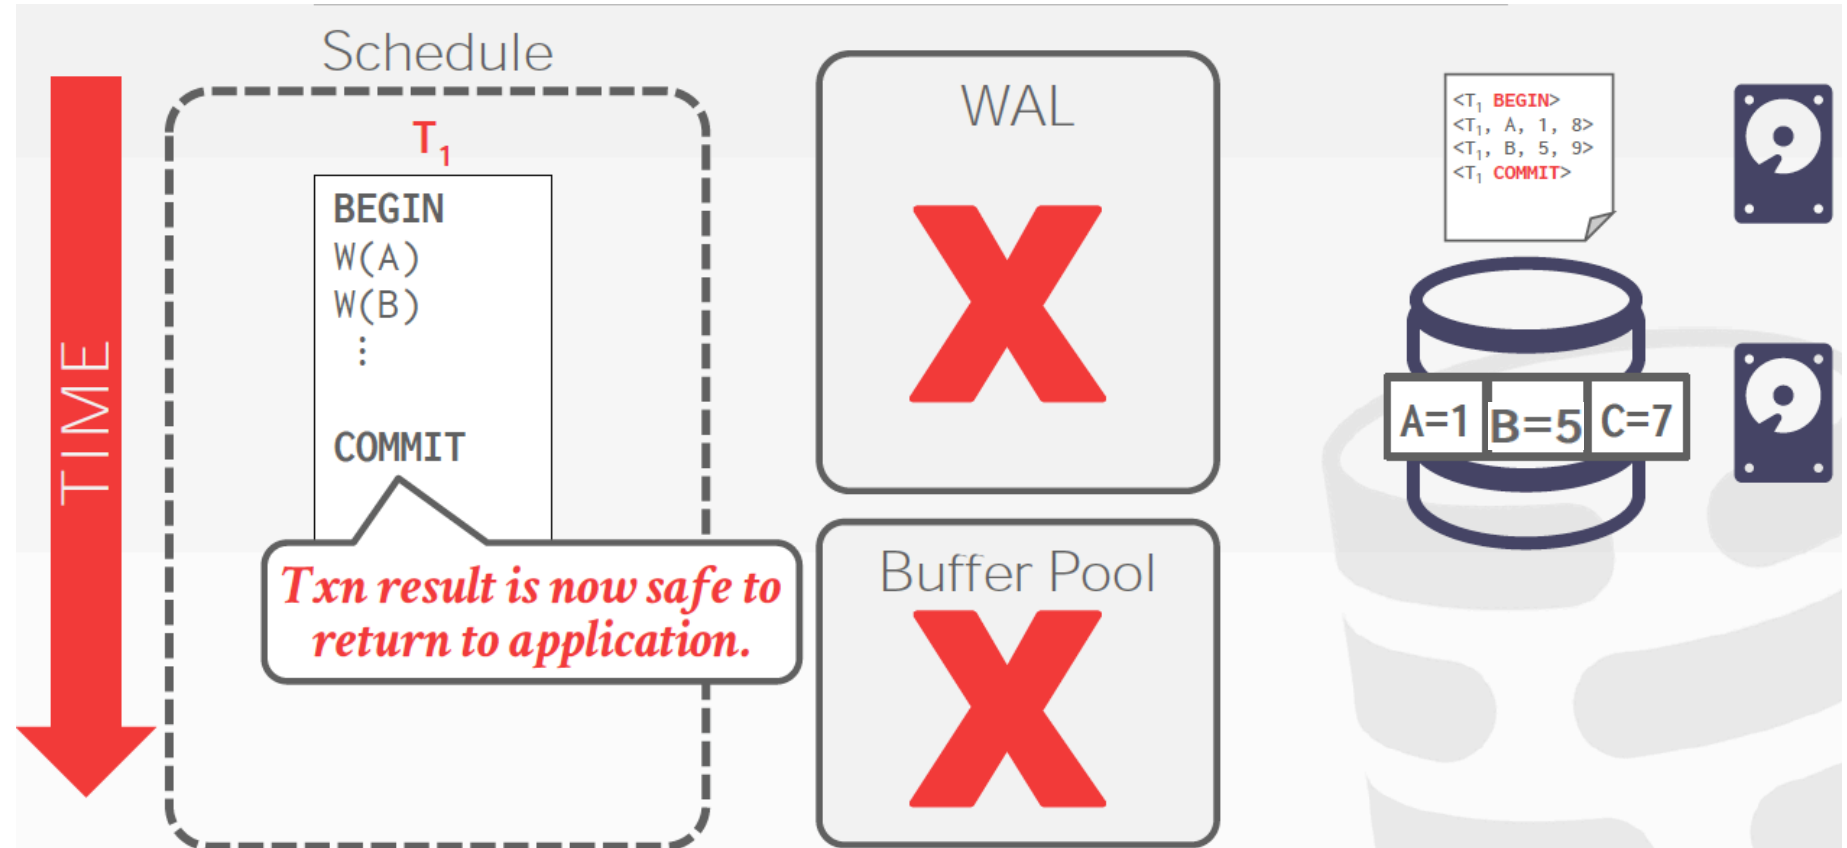 Schedule
TIME
T1
BEGIN
W(A)
W(B)
⋮
COMMIT
Txn result is now safe to
return to application.
WAL
X
Buffer Pool
X
<T1 BEGIN>
<T1, A, 1, 8>
<T1, B, 5, 9>
<T1 COMMIT>
A=1 B=5 C=7